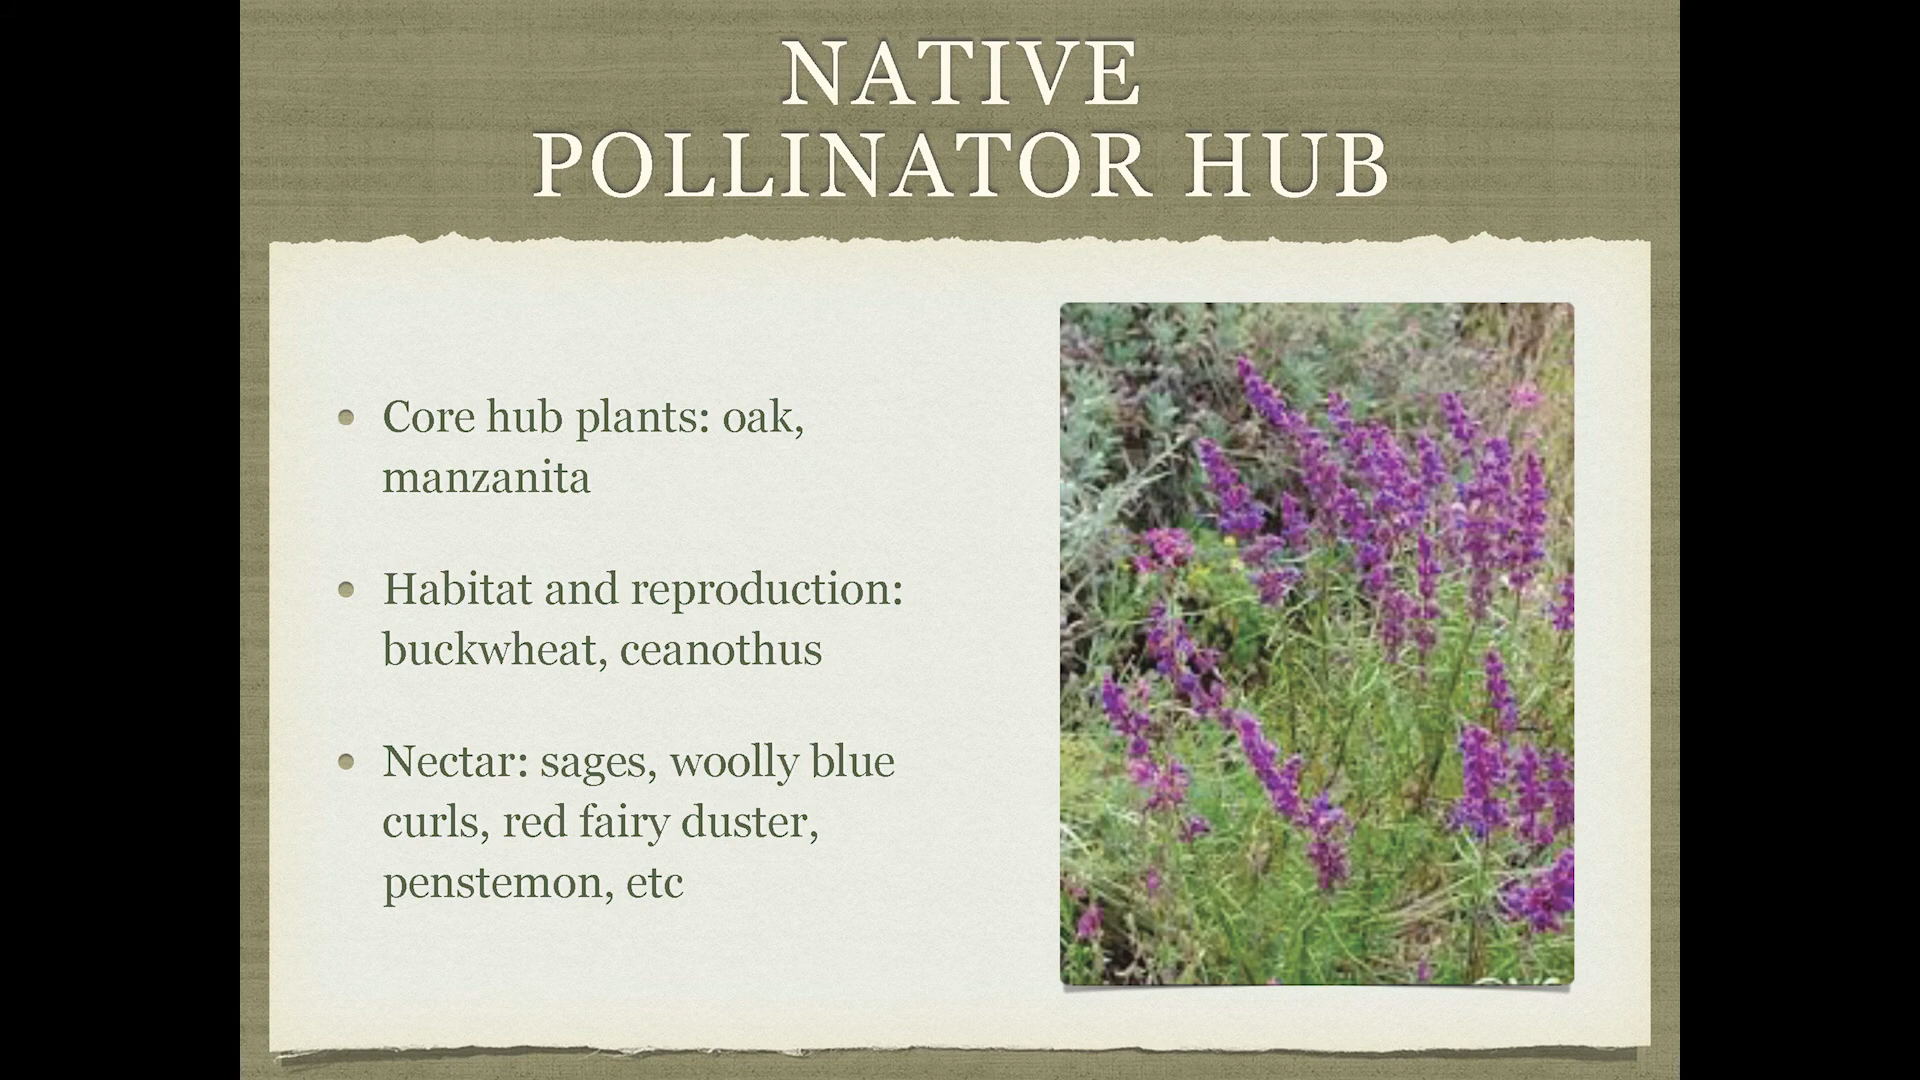 NATIVE
POLLINATOR HUB
• Core hub plants: oak,
manzanita
• Habitat and reproduction:
buckwheat, ceanothus
• Nectar: sages, woolly blue
curls, red fairy duster,
penstemon, etc